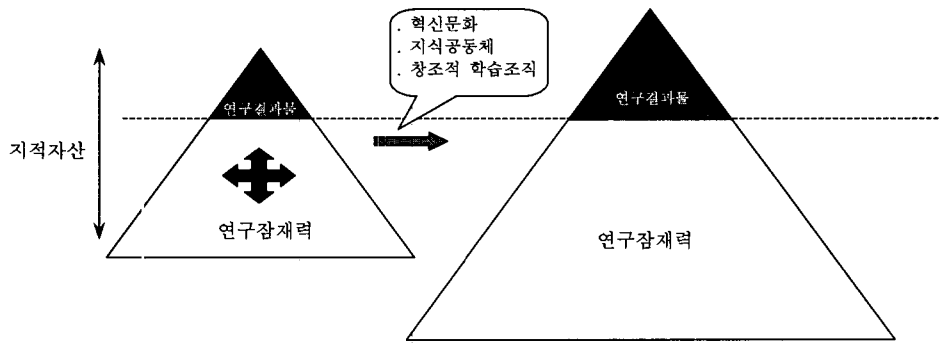 . 혁신문화
. 지식공동체
. 창조적 학습조직
연구결과물
연구결과물
지적자산
연구잠재력
연구잠재력